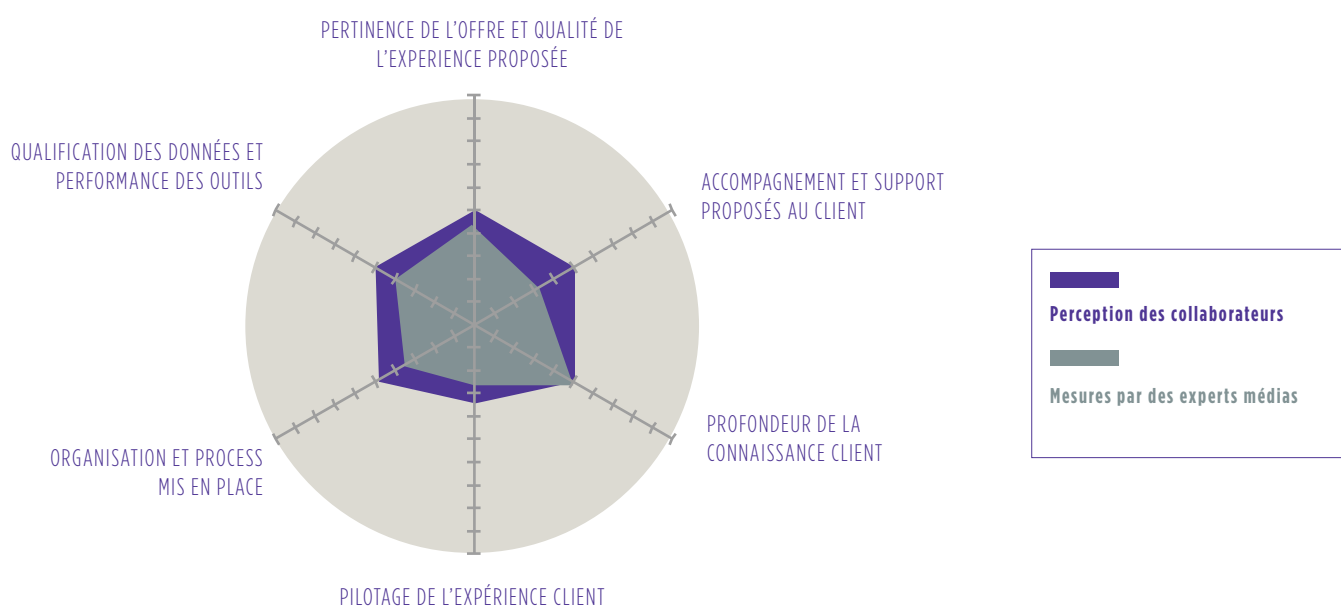 PERTINENCE DE L'OFFRE ET QUALITÉ DE
L'EXPERIENCE PROPOSÉE
QUALIFICATION DES DONNÉES ET
PERFORMANCE DES OUTILS
ACCOMPAGNEMENT ET SUPPORT
PROPOSÉS AU CLIENT
Perception des collaborateurs
Mesures par des experts médias
PROFONDEUR DE LA
CONNAISSANCE CLIENT
ORGANISATION ET PROCESS
MIS EN PLACE
PILOTAGE DE L'EXPÉRIENCE CLIENT